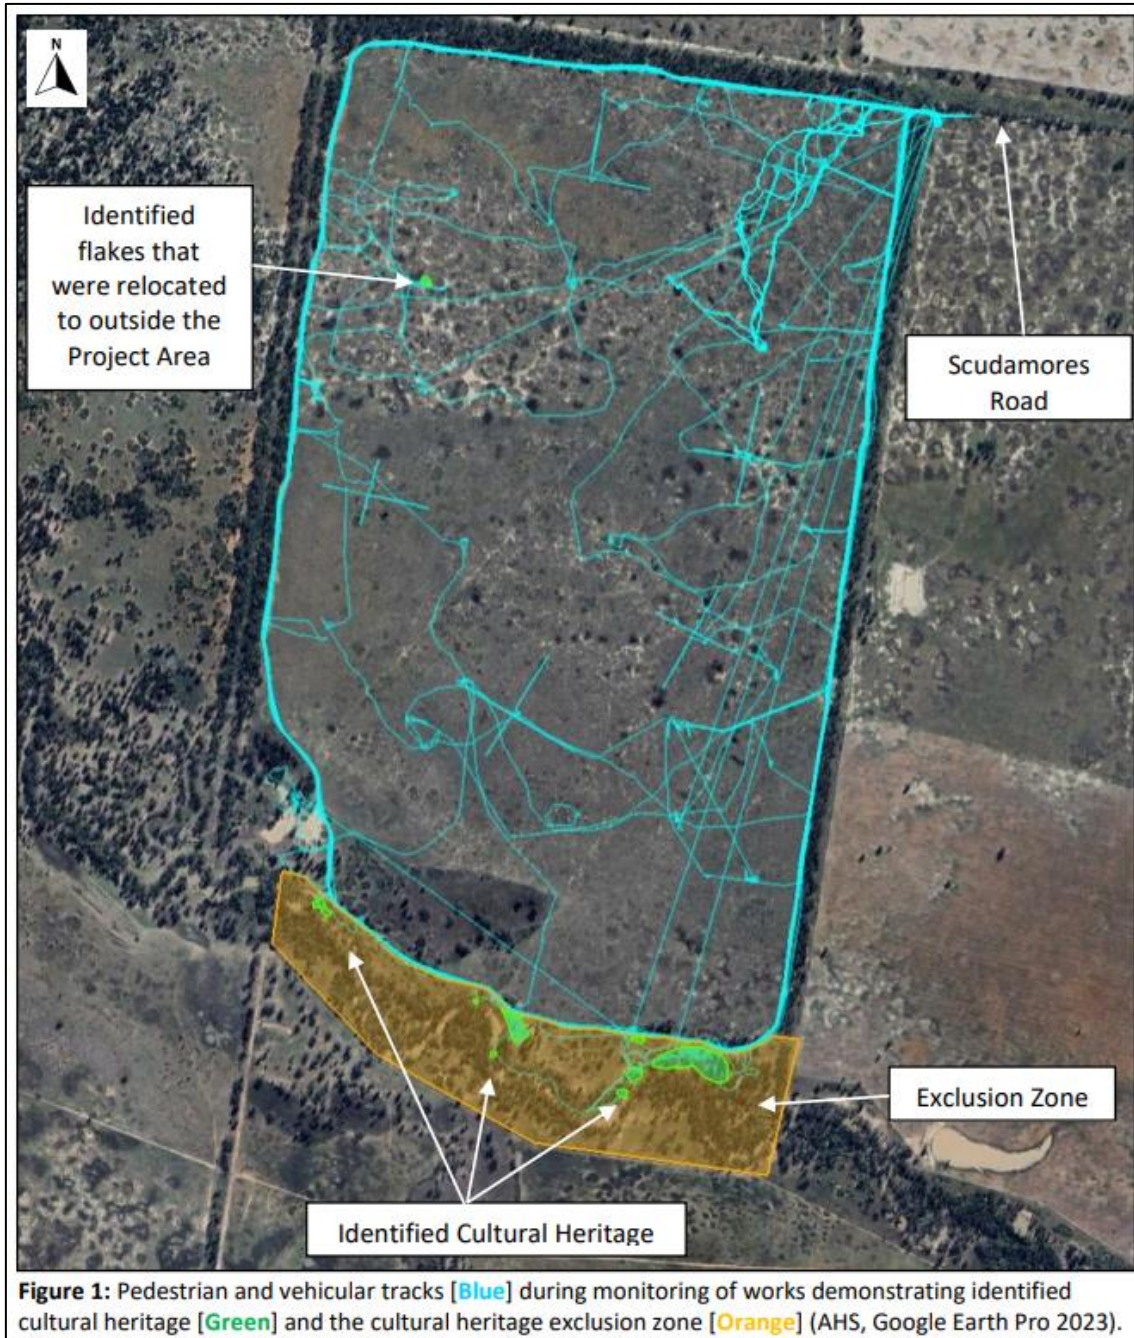 N
Identified
flakes that
were relocated
to outside the
Project Area
Scudamores
Road
Exclusion Zone
Identified Cultural Heritage
Figure 1: Pedestrian and vehicular tracks [Blue] during monitoring of works demonstrating identified
cultural heritage [Green] and the cultural heritage exclusion zone [Orange] (AHS, Google Earth Pro 2023).